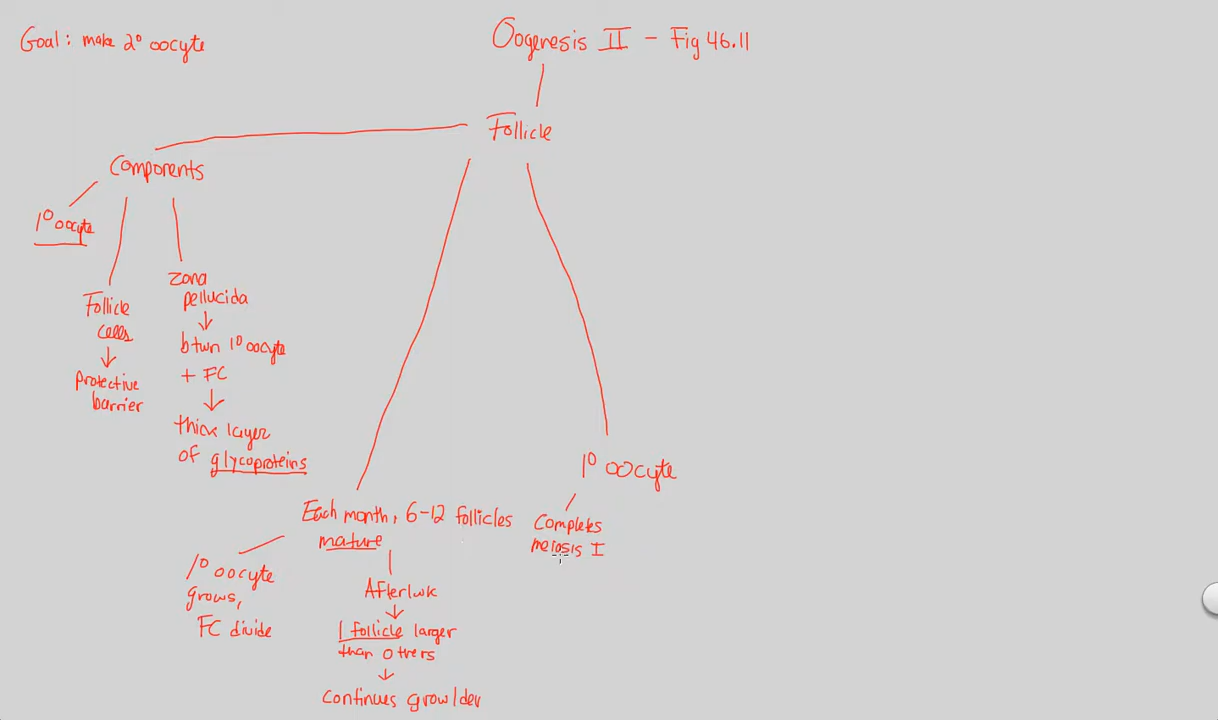 Goal: make 2° oocyte
Oogenesis II - Fig 46.11
Follicle
Components
1° oocyte
Follicle
cells
↓
Protective
barrier
zona
pellucida
↓
btwn 1° oocyte
+ FC
↓
thick layer
of glycoproteins
Each month, 6-12 follicles
mature
1° oocyte
grows,
FC divide
After 1wk
↓
1 follicle larger
than others
↓
continues grow/dev
1° oocyte
Completes
meiosis I